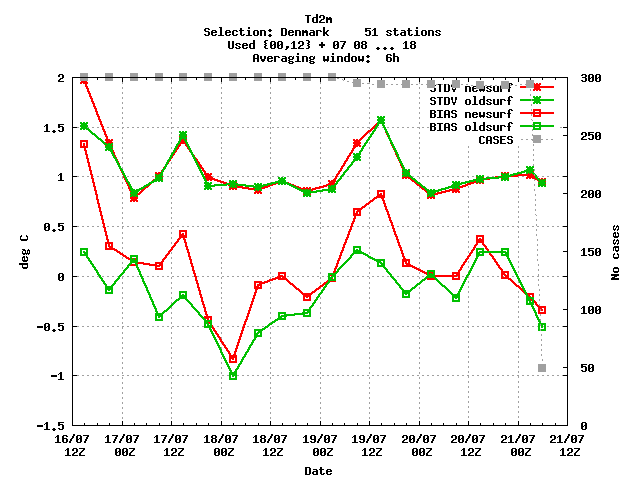 Td2m
Selection: Denmark 51 stations
Used {00,12} + 07 08 ... 18
Averaging window: 6h
STDV newsurf
STDV oldsurf
BIAS newsurf
BIAS oldsurf
CASES
2
1.5
1
0.5
0
-0.5
-1
-1.5
deg C
300
250
200
150
100
50
0
No cases
16/07 17/07 17/07 18/07 18/07 19/07 19/07 20/07 20/07 21/07 21/07
12Z 00Z 12Z 00Z 12Z 00Z 12Z 00Z 12Z 00Z 12Z
Date